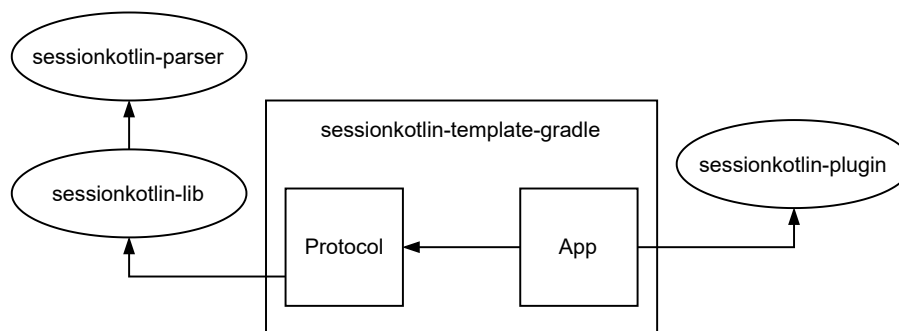 sessionkotlin-parser
sessionkotlin-template-gradle
sessionkotlin-plugin
sessionkotlin-lib
Protocol
App